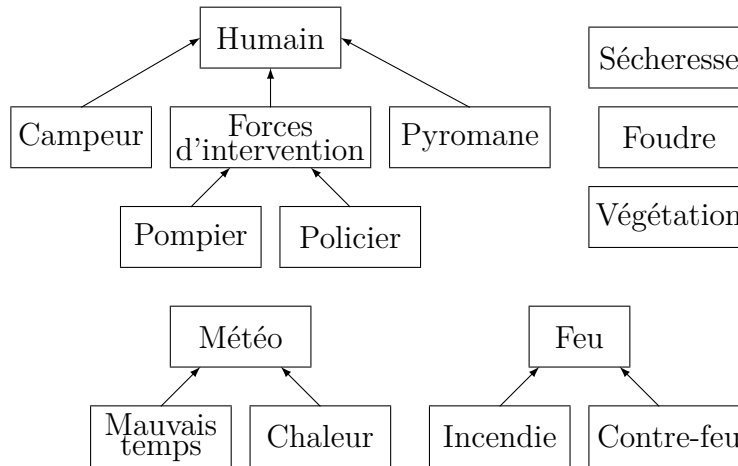 Humain
Sécheresse
Campeur
Forces
d'intervention
Pyromane
Foudre
Pompier
Policier
Végétation
Météo
Feu
Mauvais
temps
Chaleur
Incendie
Contre-feu